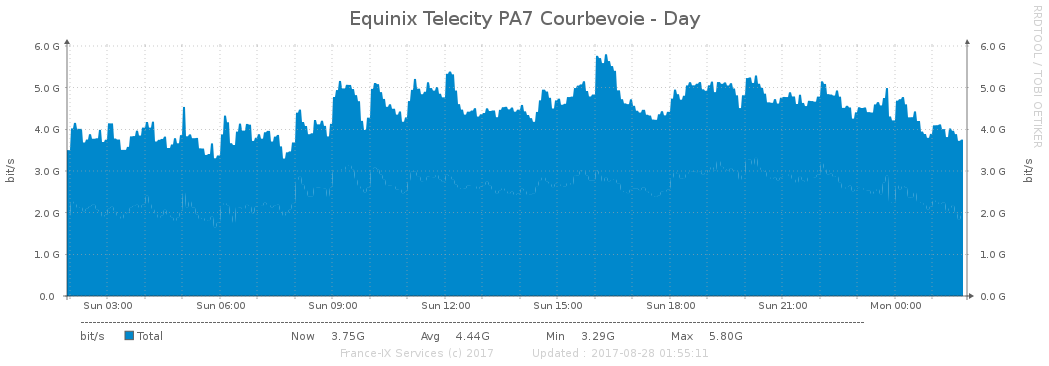 Equinix Telecity PA7 Courbevoie - Day
RRDTOOL / TOBI OETIKER
6.0 G 6.0 G
5.0 G 5.0 G
4.0 G 4.0 G
3.0 G 3.0 G
2.0 G 2.0 G
1.0 G 1.0 G
0.0 0.0 G
bit/s
bit/s
Sun 03:00 Sun 06:00 Sun 09:00 Sun 12:00 Sun 15:00 Sun 18:00 Sun 21:00 Mon 00:00
bit/s Total Now 3.75G Avg 4.44G Min 3.29G Max 5.80G
France-IX Services (c) 2017 Updated : 2017-08-28 01:55:11